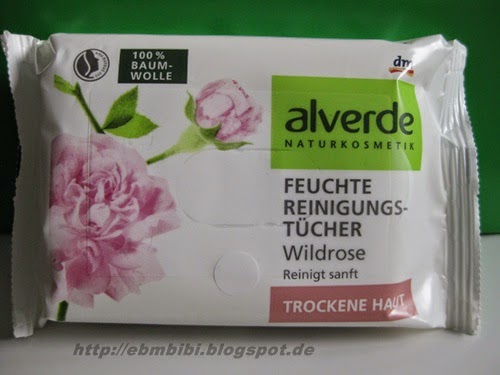 100%
BAUM-
WOLLE
dm
alverde
NATURKOSMETIK
FEUCHTE
REINIGUNGS-
TÜCHER
Wildrose
Reinigt sanft
TROCKENE HAUT
http://ebmbibi.blogspot.de